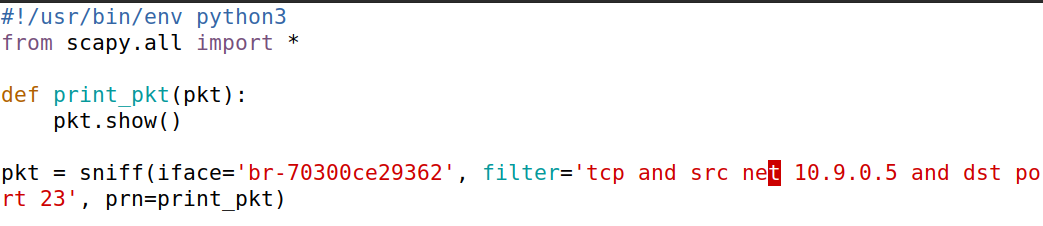 #!/usr/bin/env python3
from scapy.all import *
def print_pkt(pkt):
    pkt.show()
pkt = sniff(iface='br-70300ce29362', filter='tcp and src net 10.9.0.5 and dst po
rt 23', prn=print_pkt)